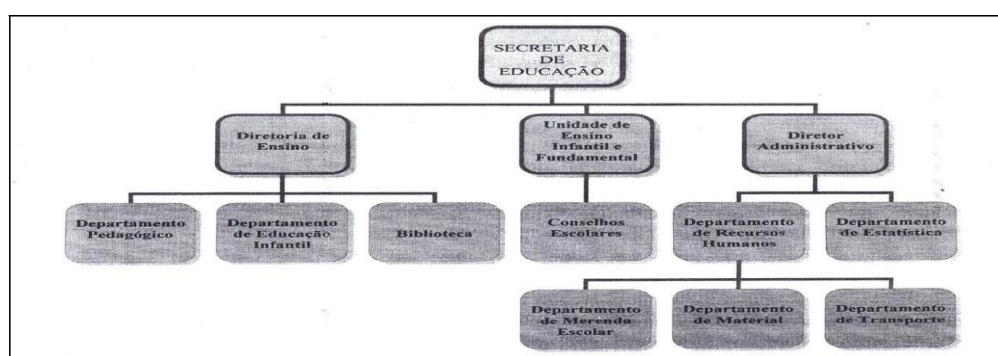 SECRETARIA
DE
EDUCAÇÃO
Diretoria de
Ensino
Unidade de
Ensino
Infantil e
Fundamental
Diretor
Administrativo
Departamento
Pedagógico
Departamento
de Educação
Infantil
Biblioteca
Conselhos
Escolares
Departamento
de Recursos
Humanos
Departamento
de Estatística
Departamento
de Merenda
Escolar
Departamento
de Material
Departamento
de Transporte